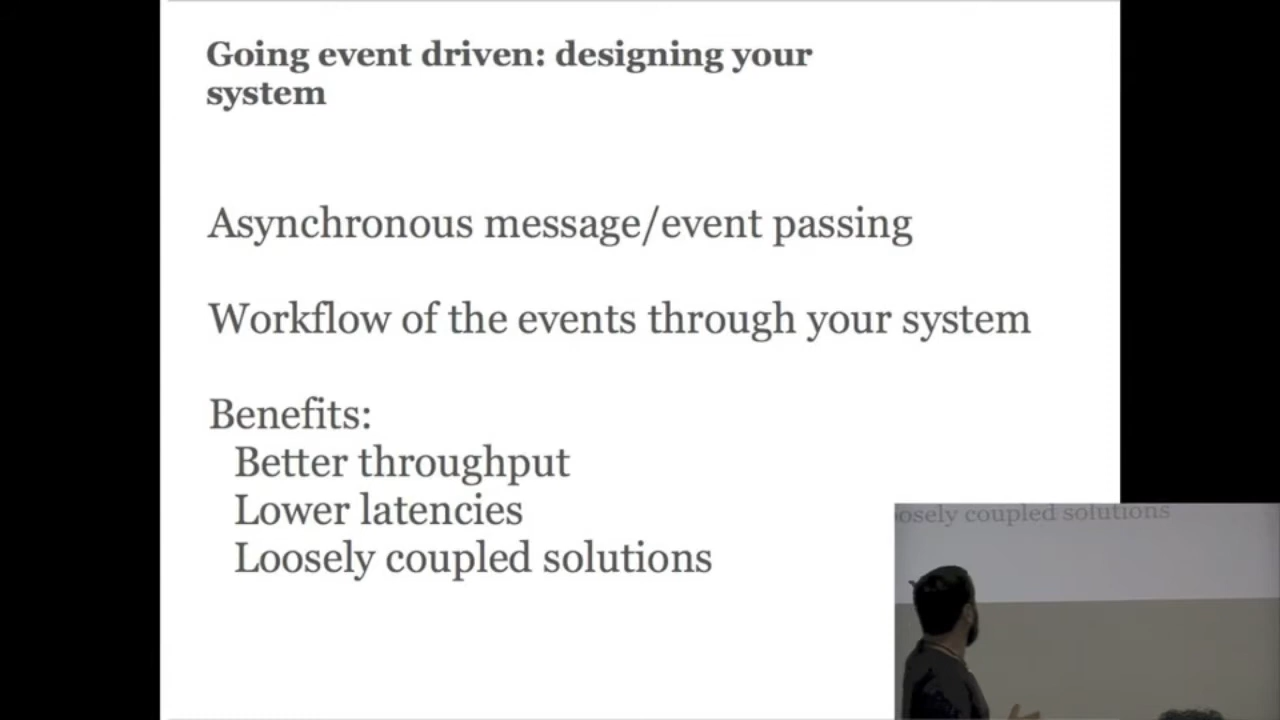 Going event driven: designing your
system
Asynchronous message/event passing
Workflow of the events through your system
Benefits:
Better throughput
Lower latencies
Loosely coupled solutions
oosely coupled solutions